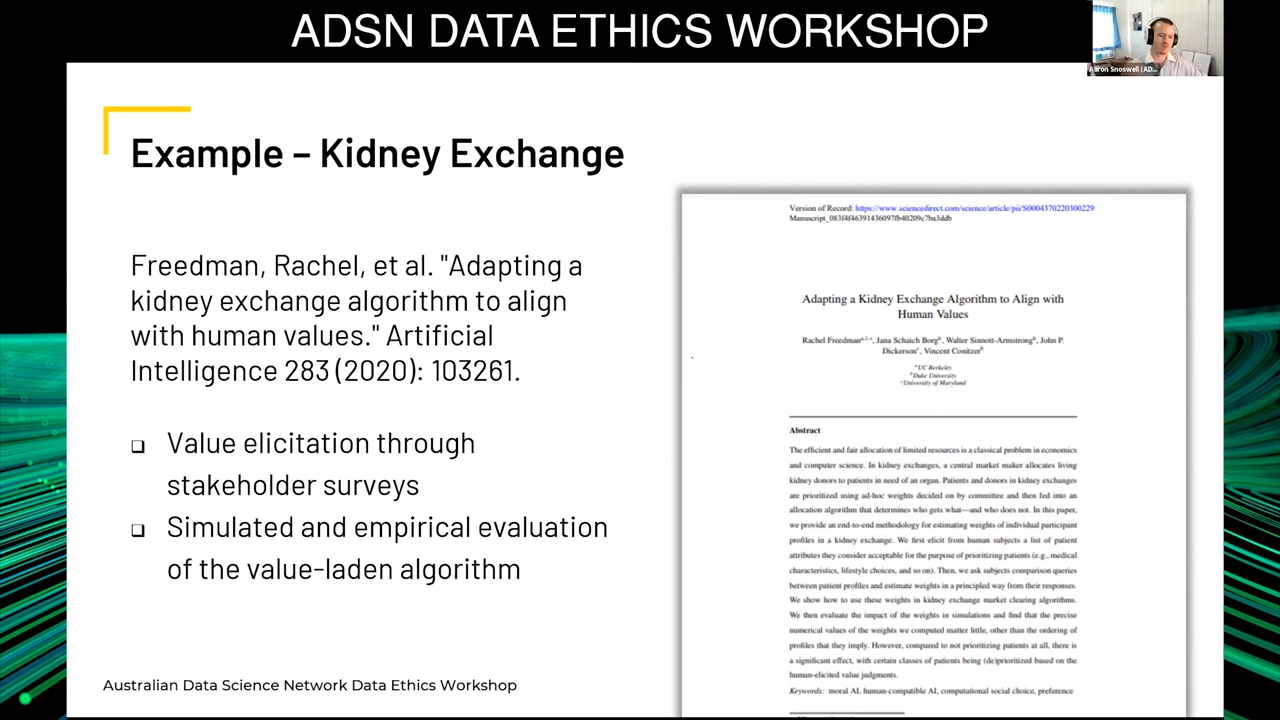 ADSN DATA ETHICS WORKSHOP
Aaron Snoswell (AD...
Example – Kidney Exchange
Freedman, Rachel, et al. "Adapting a
kidney exchange algorithm to align
with human values." Artificial
Intelligence 283 (2020): 103261.
❑ Value elicitation through
stakeholder surveys
❑ Simulated and empirical evaluation
of the value-laden algorithm
Version of Record: https://www.sciencedirect.com/science/article/pii/S0004370220300229
Manuscript_083f4f46391436097fb40209c7ba3ddb
Adapting a Kidney Exchange Algorithm to Align with
Human Values
Rachel Freedman, Jana Schaich Borg, Walter Sinnott-Armstrong, John P.
Dickerson, Vincent Conitzer
UC Berkeley
Duke University
University of Maryland
Abstract
The efficient and fair allocation of limited resources is a classical problem in economics
and computer science. In kidney exchanges, a central market maker allocates living
kidney donors to patients in need of an organ. Patients and donors in kidney exchanges
are prioritized using ad-hoc weights decided on by committee and then fed into an
allocation algorithm that determines who gets what—and who does not. In this paper,
we provide an end-to-end methodology for estimating weights of individual participant
profiles in a kidney exchange. We first elicit from human subjects a list of patient
attributes they consider acceptable for the purpose of prioritizing patients (e.g., medical
characteristics, lifestyle choices, and so on). Then, we ask subjects comparison queries
between patient profiles and estimate weights in a principled way from their responses.
We show how to use these weights in kidney exchange market clearing algorithms.
We then evaluate the impact of the weights in simulations and find that the precise
numerical values of the weights we computed matter little, other than the ordering of
profiles that they imply. However, compared to not prioritizing patients at all, there is
a significant effect, with certain classes of patients being (de)prioritized based on the
human-elicited value judgments.
Keywords: moral AI, human-compatible AI, computational social choice, preference
Australian Data Science Network Data Ethics Workshop